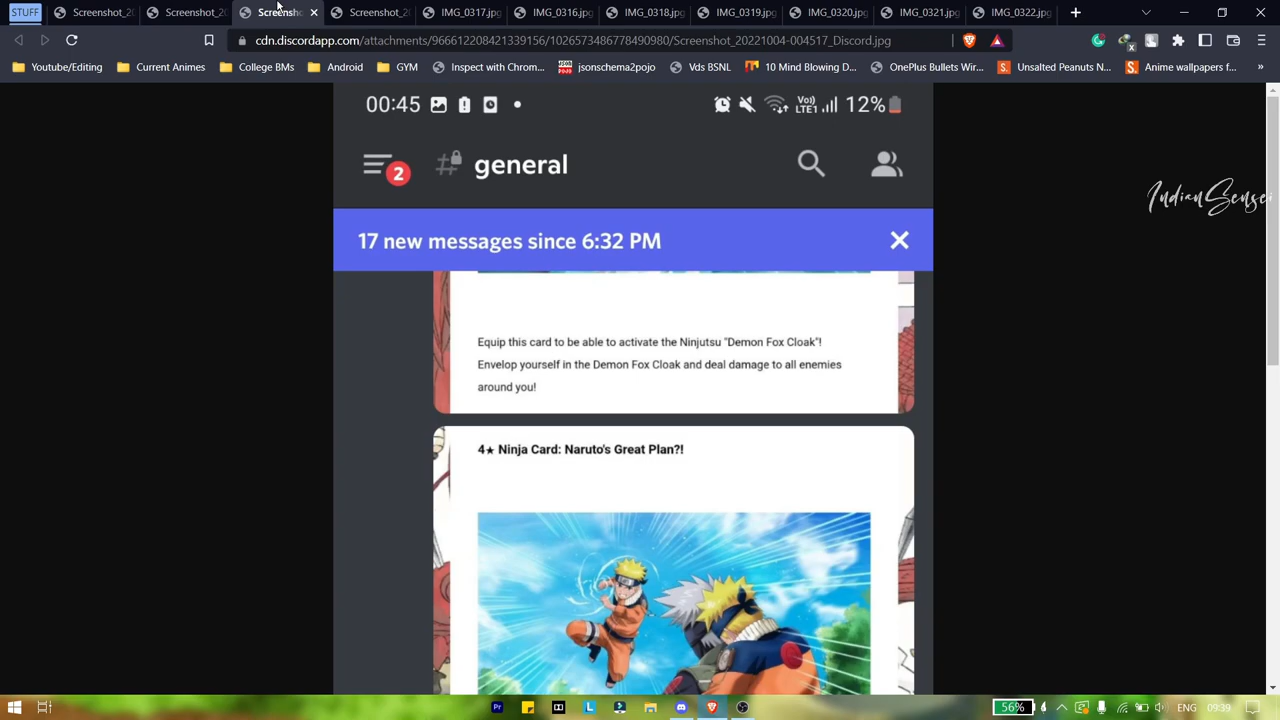 STUFF
Screenshot_20
Screenshot_20
Screensh
Screenshot_20
IMG_0317.jpg
IMG_0316.jpg
IMG_0318.jpg
IMG_0319.jpg
IMG_0320.jpg
IMG_0321.jpg
IMG_0322.jpg
cdn.discordapp.com/attachments/966612208421339156/1026573486778490980/Screenshot_20221004-004517_Discord.jpg
Youtube/Editing
Current Animes
College BMs
Android
GYM
Inspect with Chrom...
jsonschema2pojo
Vds BSNL
10 Mind Blowing D...
OnePlus Bullets Wir...
Unsalted Peanuts N...
Anime wallpapers f...
00:45
Vo))
LTE1
12%
2
general
IndianSensei
17 new messages since 6:32 PM
Equip this card to be able to activate the Ninjutsu "Demon Fox Cloak"!
Envelop yourself in the Demon Fox Cloak and deal damage to all enemies
around you!
4★ Ninja Card: Naruto's Great Plan?!
56%
ENG
09:39